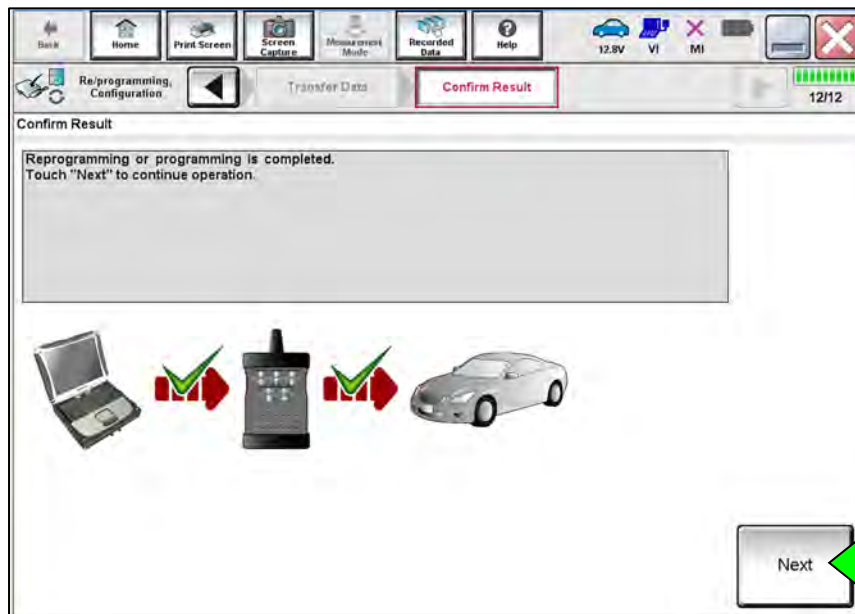 Back
Home
Print Screen
Screen Capture
Measurement Mode
Recorded Data
Help
12.8V
VI
MI
Re/programming, Configuration
Transfer Data
Confirm Result
12/12
Confirm Result
Reprogramming or programming is completed.
Touch "Next" to continue operation.
Next